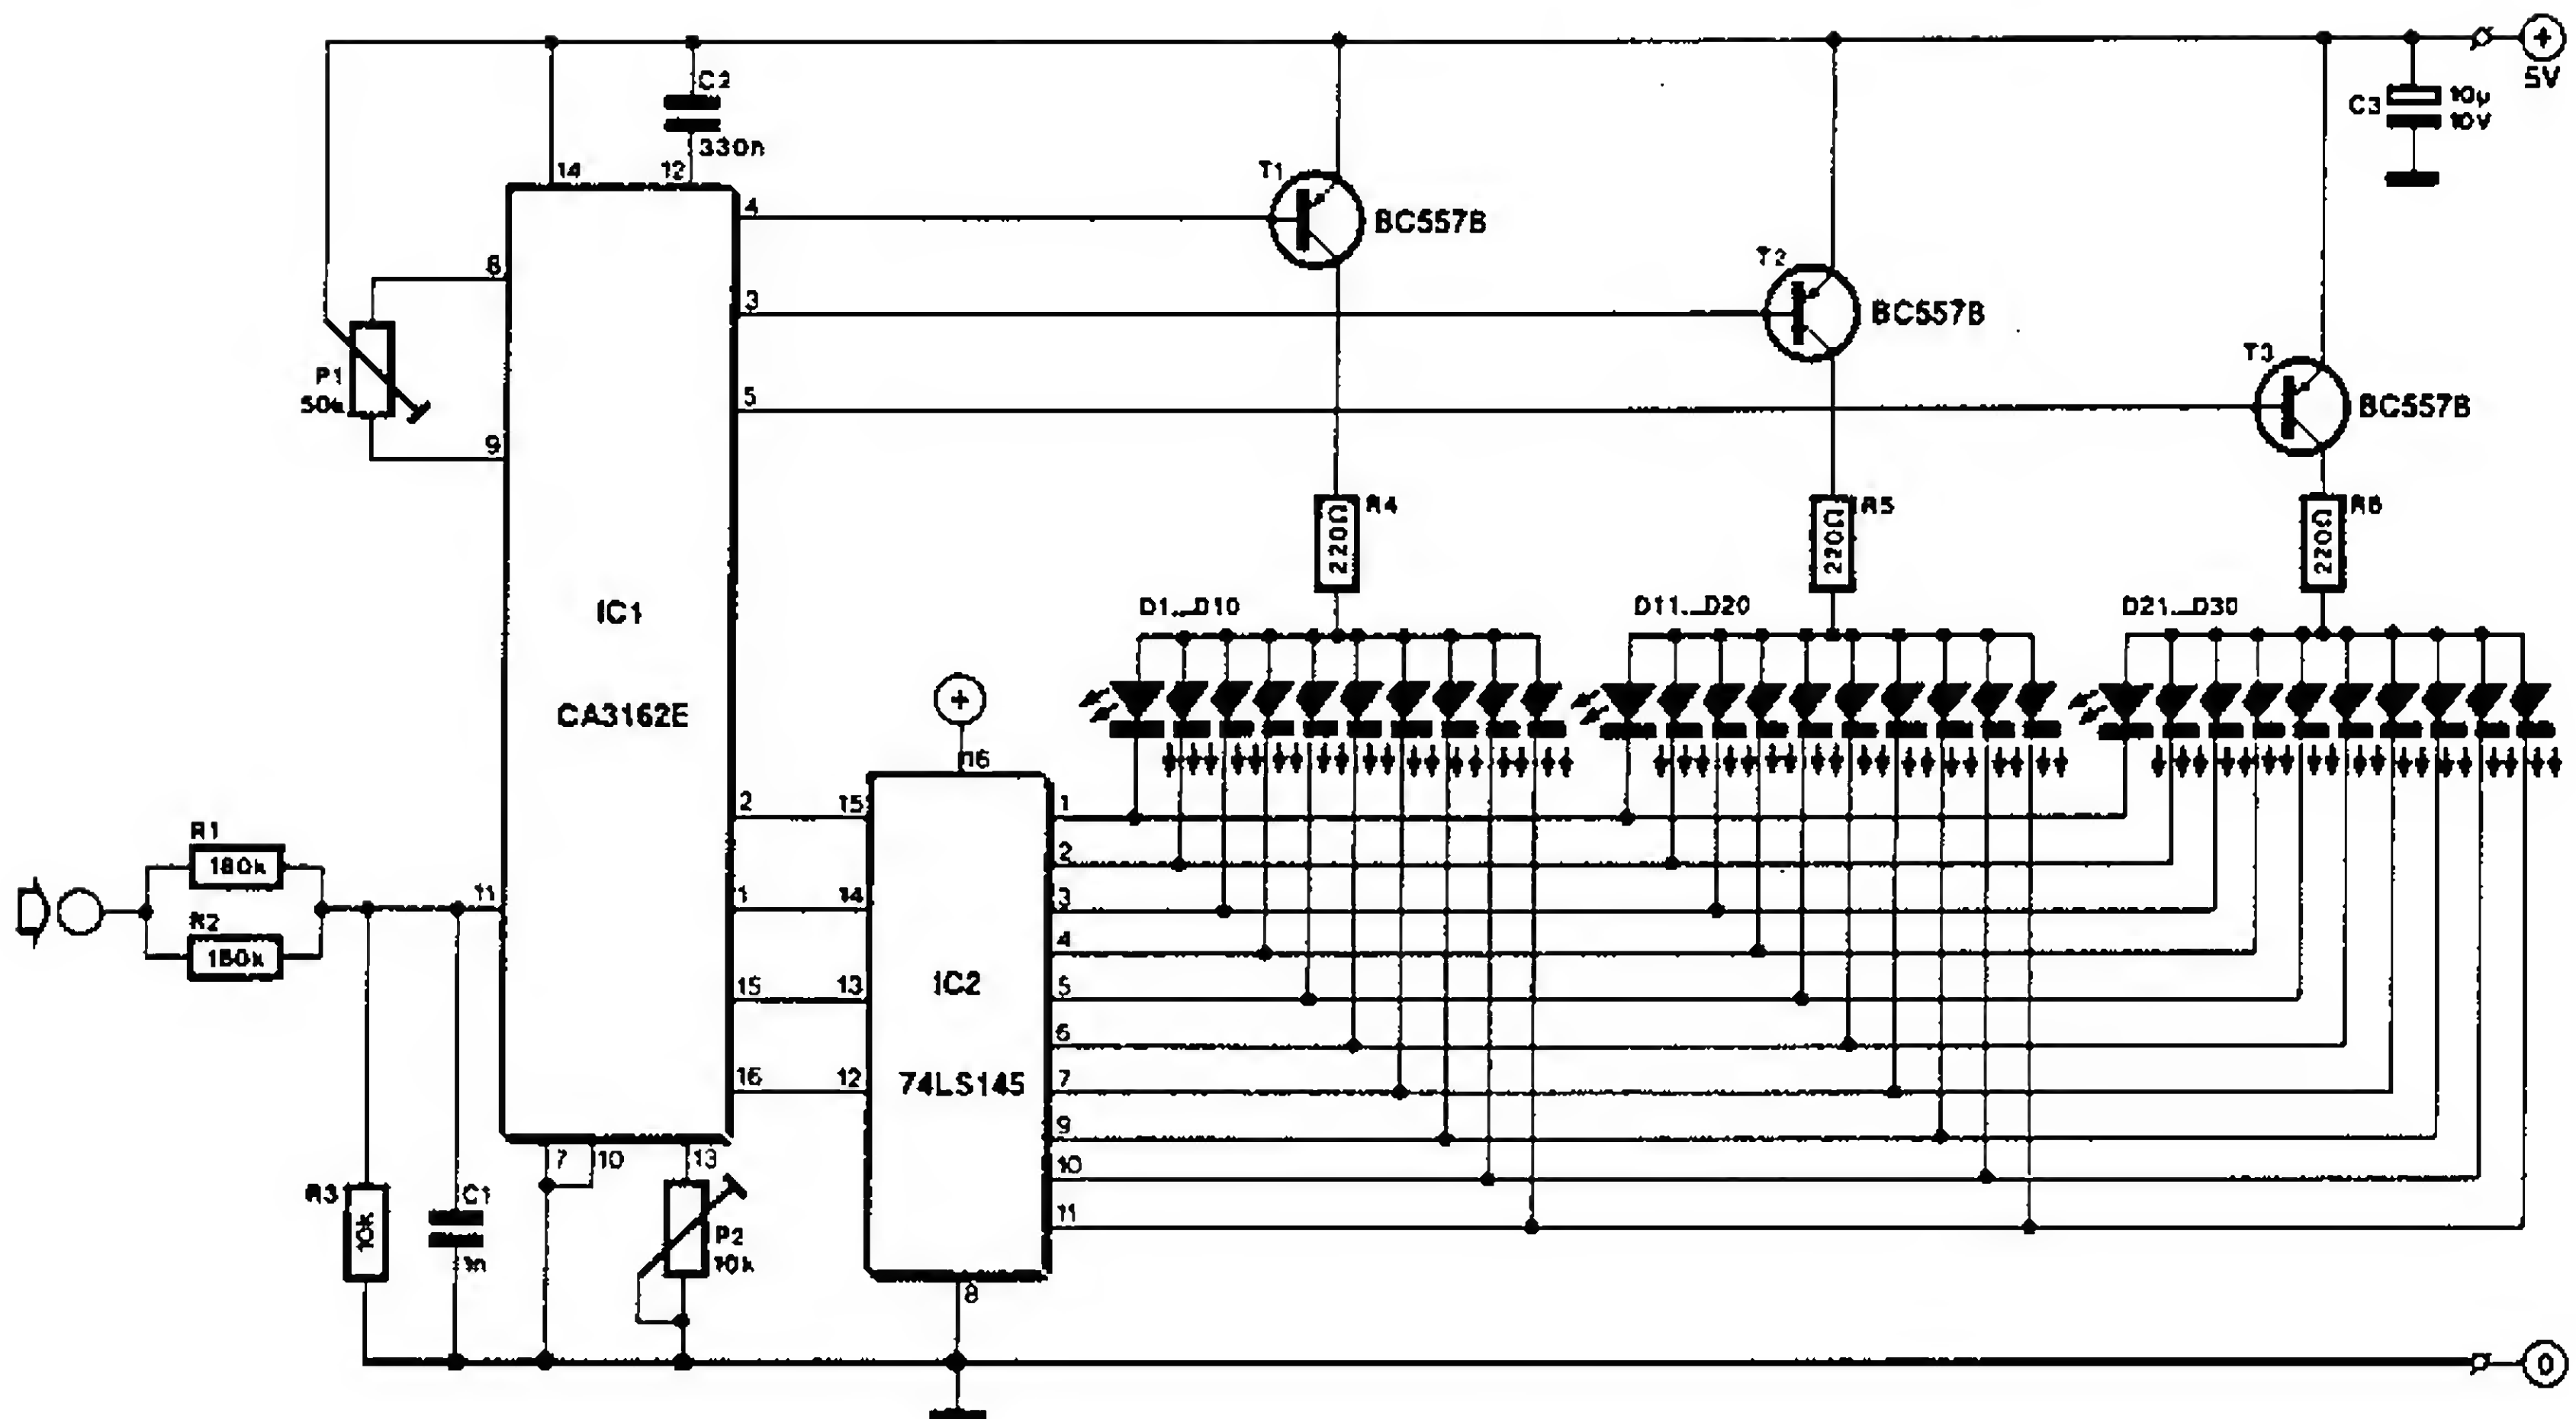 +
5V
C2
330n
C3
10µ
10V
14
12
T1
BC557B
4
8
T2
BC557B
3
P1
50k
T3
BC557B
5
9
R4
220Ω
R5
220Ω
R6
220Ω
IC1
CA3162E
D1...D10
D11...D20
D21...D30
+
16
2
15
1
R1
180k
2
11
1
14
3
R2
150k
4
IC2
15
13
5
6
74LS145
16
12
7
9
7
10
13
10
R3
10k
C1
1n
P2
10k
11
8
0